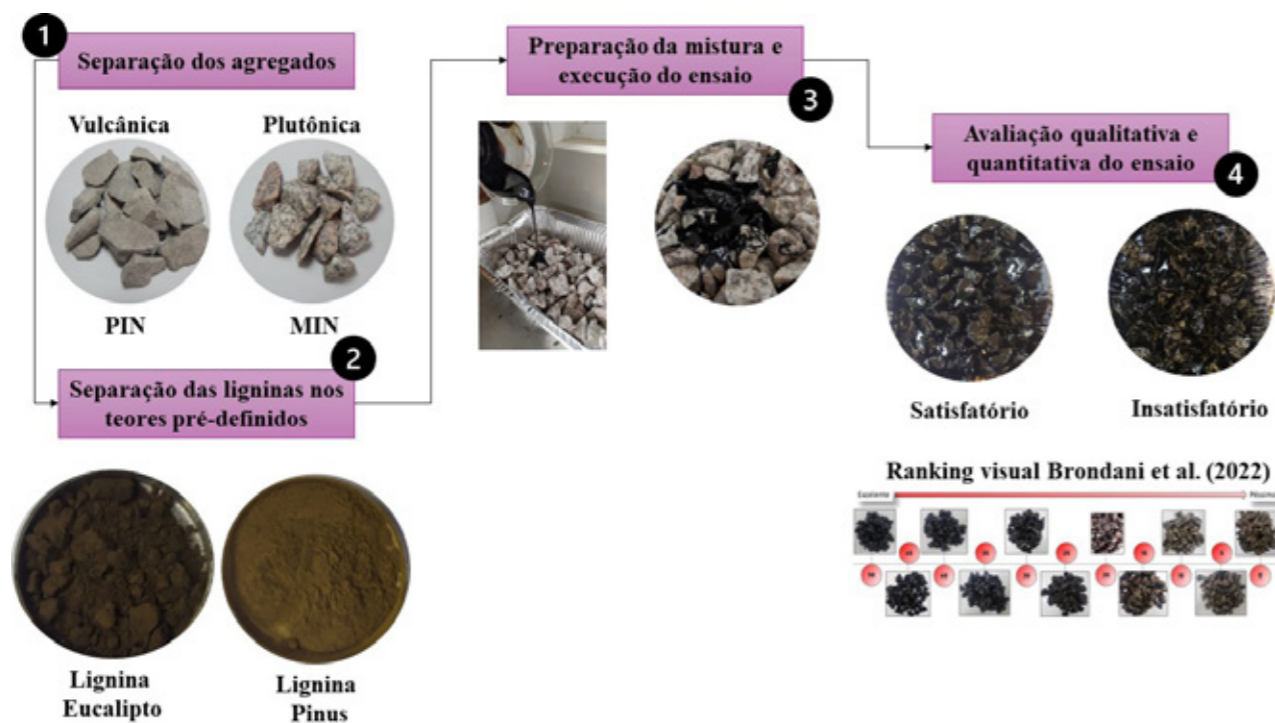 1
Separação dos agregados
Vulcânica
Plutônica
PIN
MIN
2
Separação das ligninas nos
teores pré-definidos
Lignina
Eucalipto
Lignina
Pinus
Preparação da mistura e
execução do ensaio
3
Avaliação qualitativa e
quantitativa do ensaio
4
Satisfatório
Insatisfatório
Ranking visual Brondani et al. (2022)
Excelente